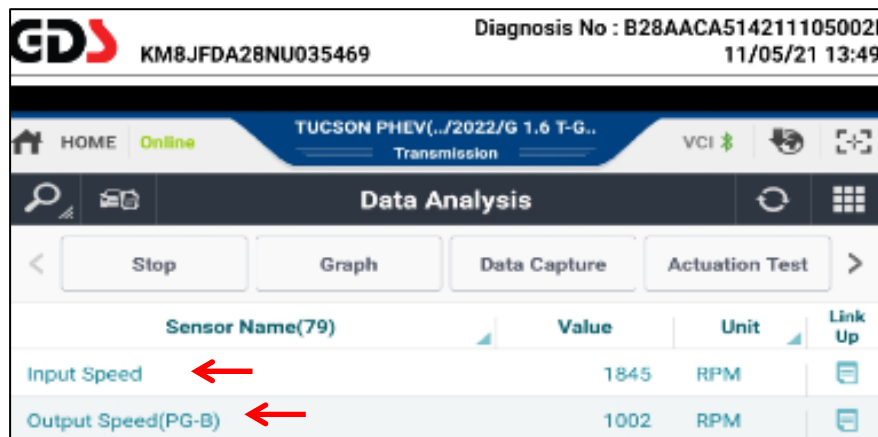 GDS KM8JFDA28NU035469 Diagnosis No : B28AACA514211105002
11/05/21 13:49
HOME Online TUCSON PHEV(../2022/G 1.6 T-G.. VCI
Transmission
Data Analysis
< Stop Graph Data Capture Actuation Test >
Sensor Name(79) Value Unit Link Up
Input Speed 1845 RPM
Output Speed(PG-B) 1002 RPM